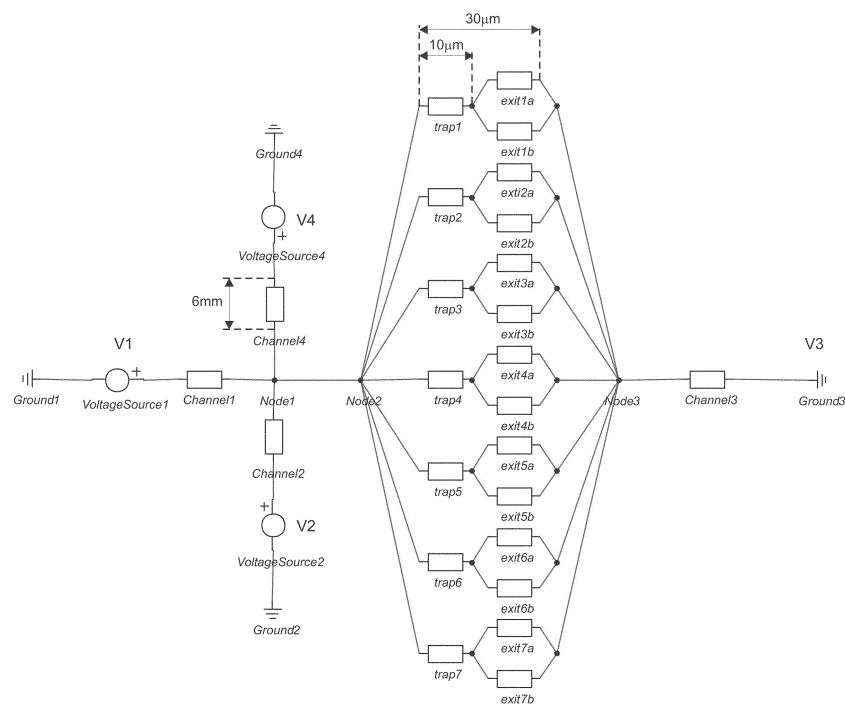 30µm
10µm
exit1a
trap1
exit1b
Ground4
exti2a
V4
trap2
exit2b
VoltageSource4
exit3a
6mm
trap3
exit3b
Channel4
V1
V3
exit4a
Ground1
VoltageSource1
Channel1
Node1
Node2
trap4
Node3
Channel3
Ground3
exit4b
exit5a
Channel2
trap5
exit5b
V2
exit6a
VoltageSource2
trap6
exit6b
Ground2
exit7a
trap7
exit7b